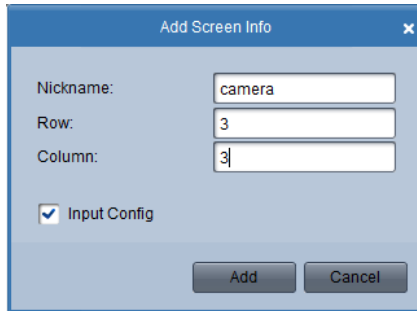 Add Screen Info
Nickname: camera
Row: 3
Column: 3
Input Config
Add Cancel